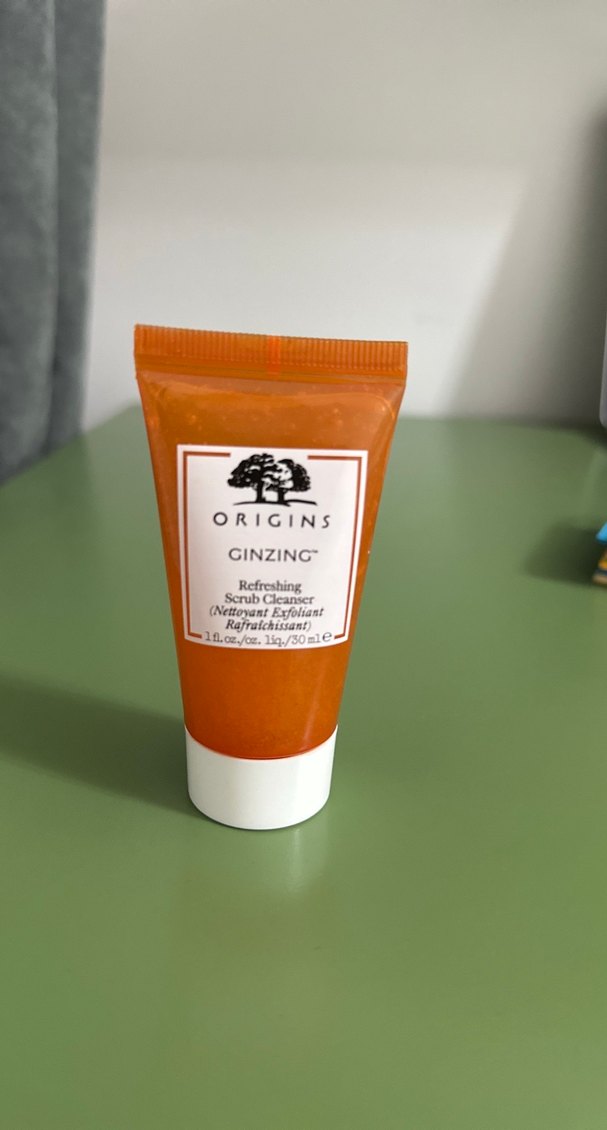 ORIGINS
GINZING™
Refreshing
Scrub Cleanser
(Nettoyant Exfoliant
Rafraîchissant)
1 fl. oz./oz. liq./30 ml ℮